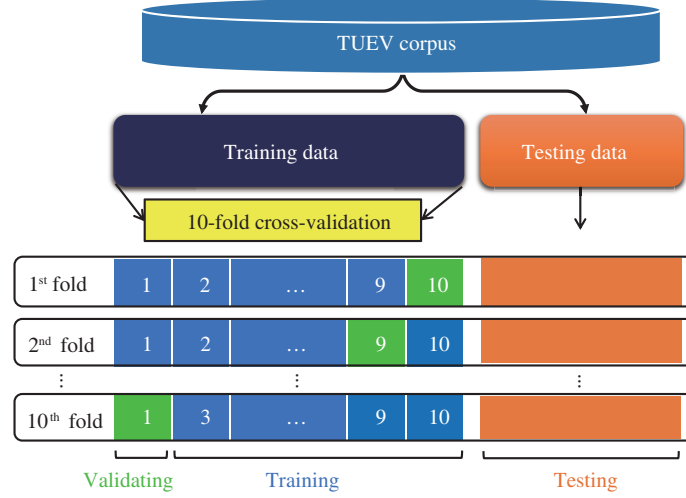 TUEV corpus
Training data
Testing data
10-fold cross-validation
1st fold 1 2 … 9 10
2nd fold 1 2 … 9 10
⋮ ⋮ ⋮
10th fold 1 3 … 9 10
Validating Training Testing